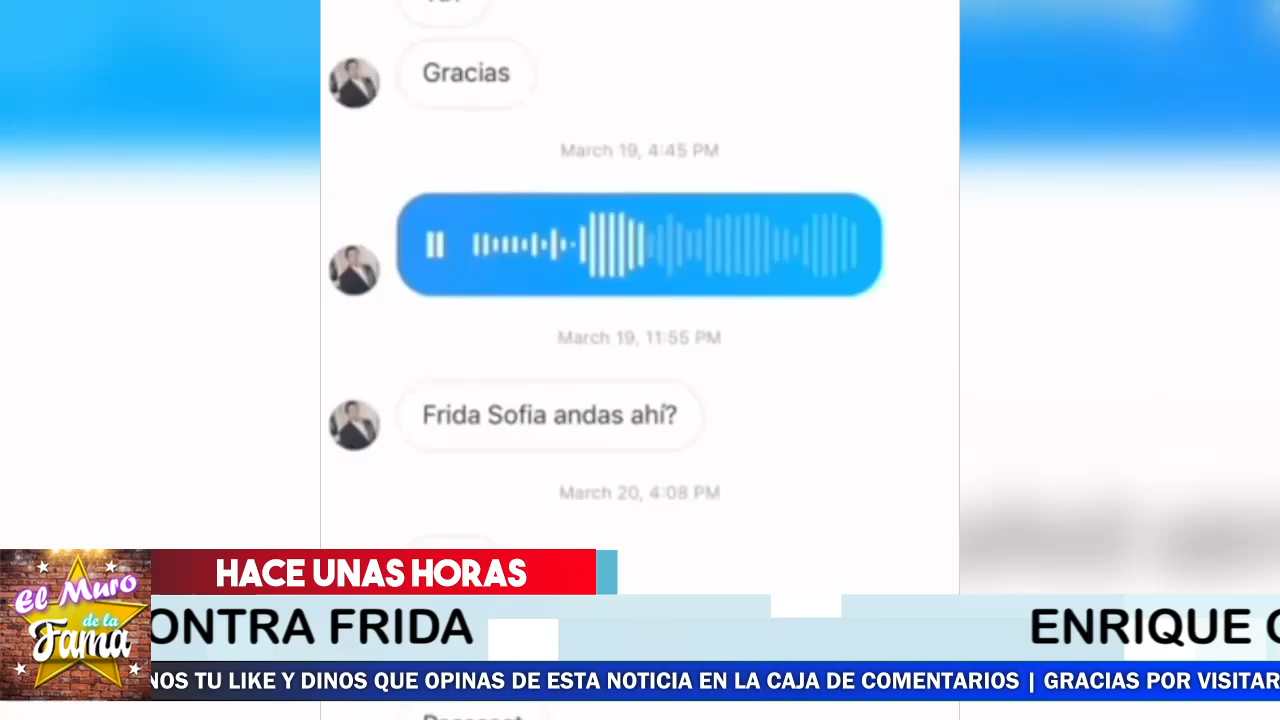 Gracias
March 19, 4:45 PM
March 19, 11:55 PM
Frida Sofia andas ahí?
March 20, 4:08 PM
HACE UNAS HORAS
El Muro
de la
Fama
ONTRA FRIDA
ENRIQUE
NOS TU LIKE Y DINOS QUE OPINAS DE ESTA NOTICIA EN LA CAJA DE COMENTARIOS | GRACIAS POR VISITAR